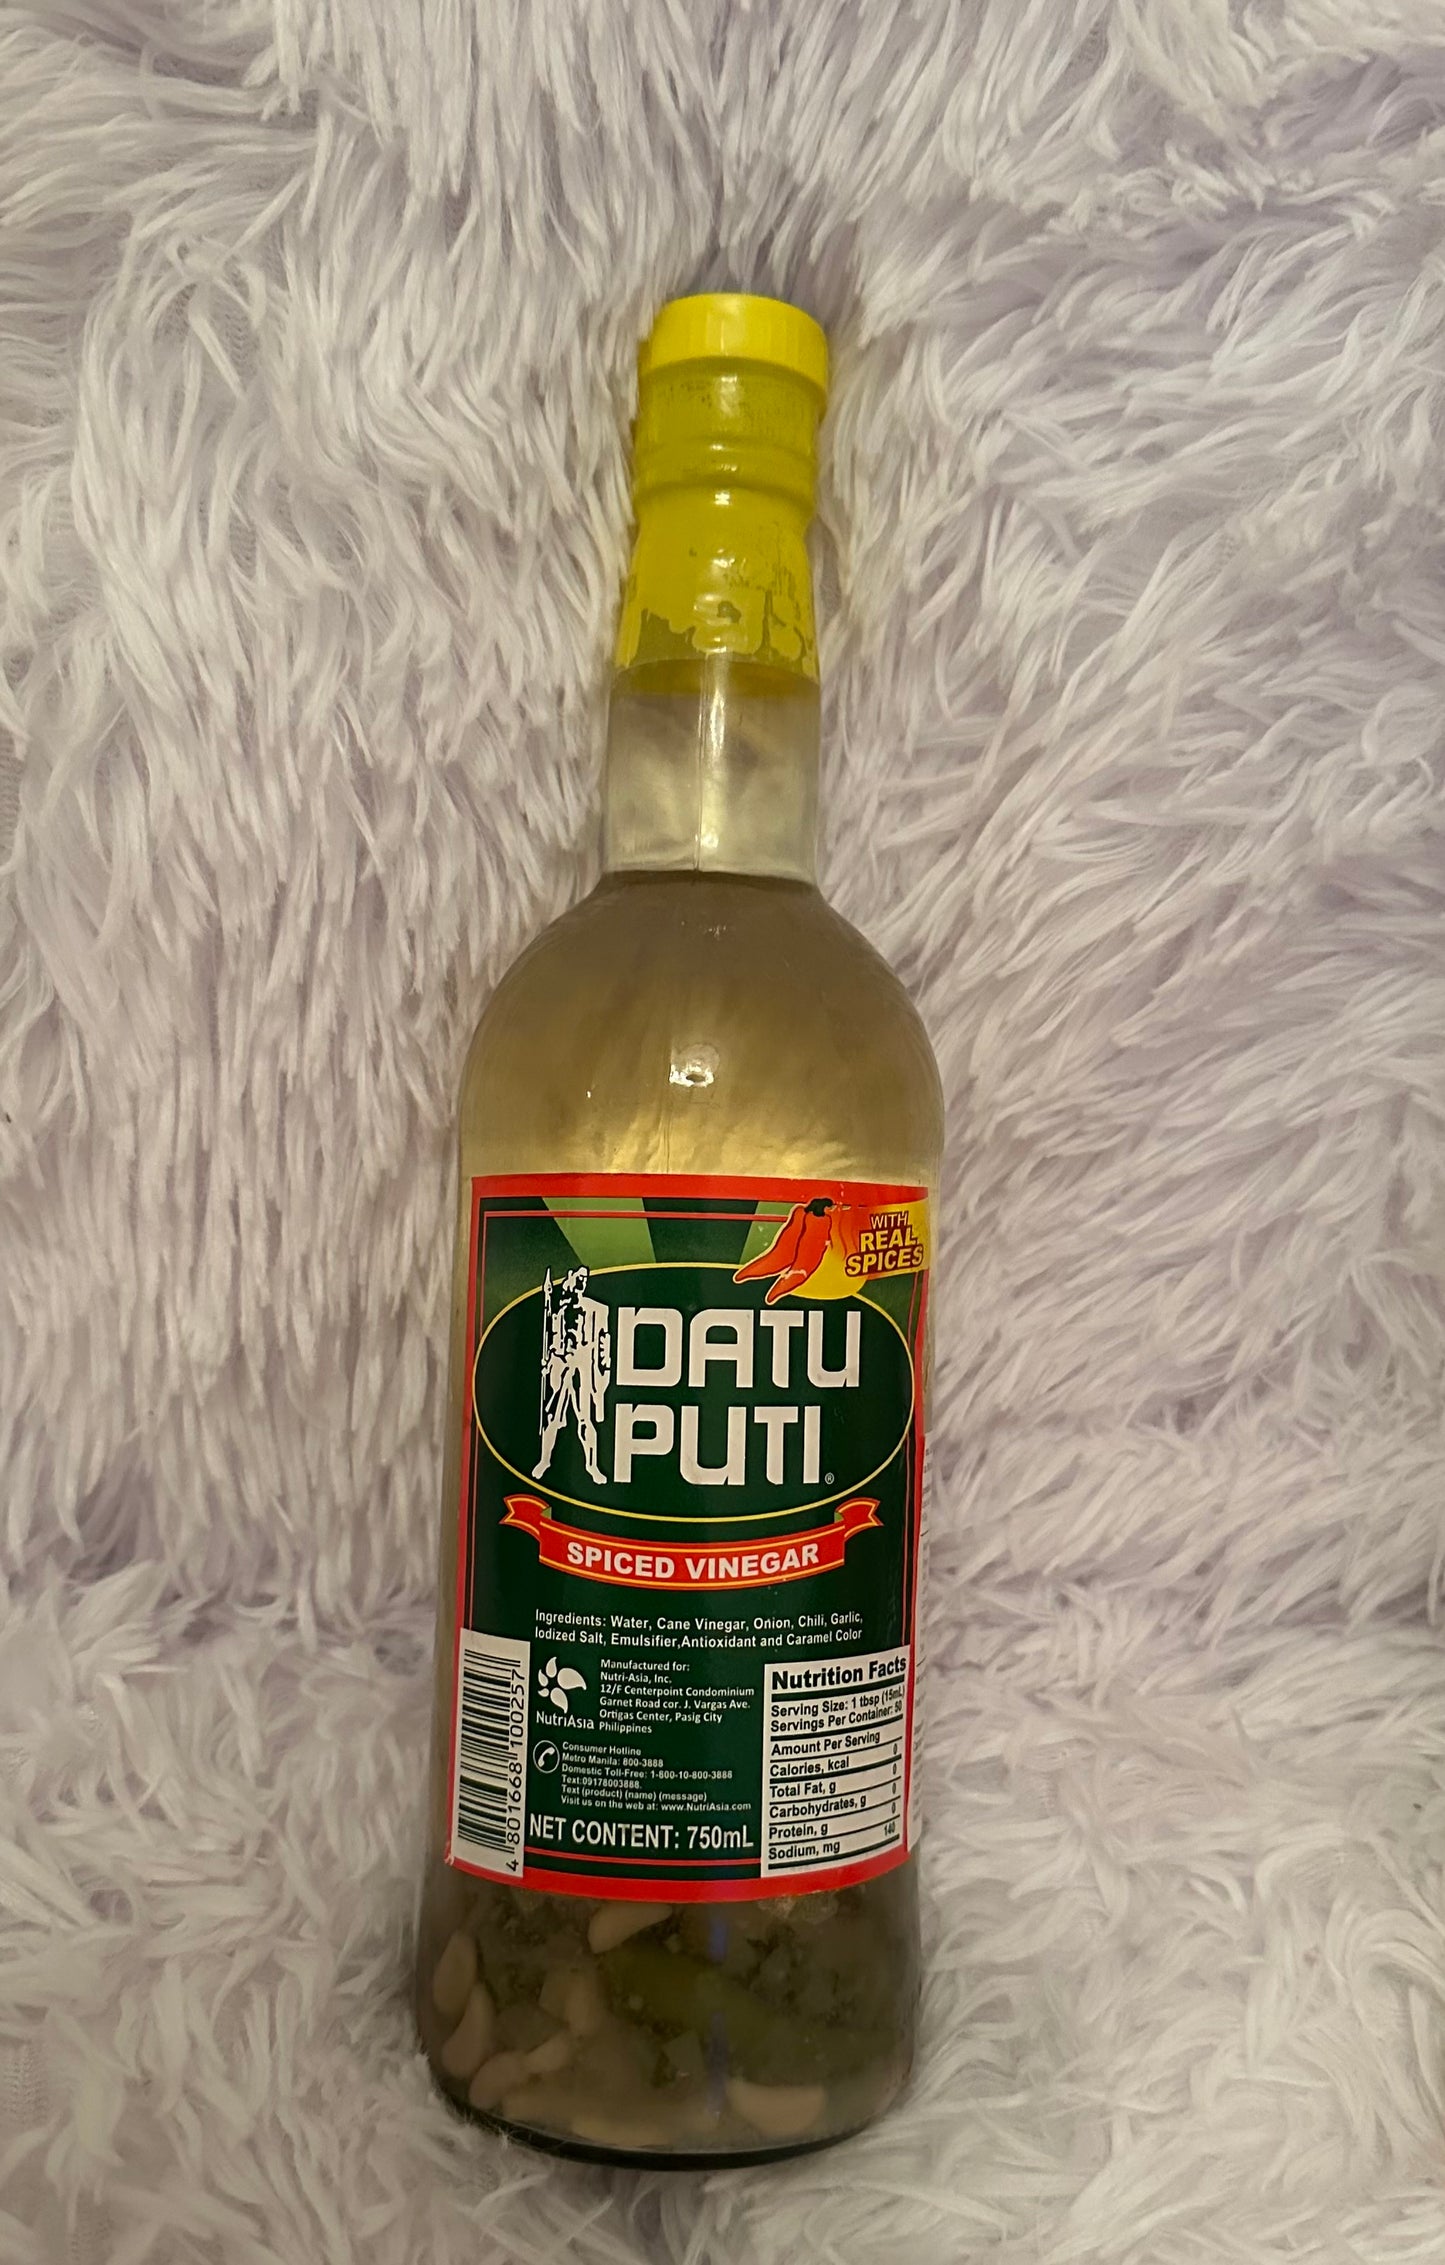 WITH
REAL
SPICES
DATU
PUTI®
SPICED VINEGAR
Ingredients: Water, Cane Vinegar, Onion, Chili, Garlic,
Iodized Salt, Emulsifier,Antioxidant and Caramel Color
NutriAsia
Manufactured for:
Nutri-Asia, Inc.
12/F Centerpoint Condominium
Garnet Road cor. J. Vargas Ave.
Ortigas Center, Pasig City
Philippines
Consumer Hotline
Metro Manila: 800-3888
Domestic Toll-Free: 1-800-10-800-3888
Text:09178003888.
Text (product) (name) (message)
Visit us on the web at: www.NutriAsia.com
NET CONTENT: 750mL
4 801668 100257
Nutrition Facts
Serving Size: 1 tbsp (15mL)
Servings Per Container: 50
Amount Per Serving
Calories, kcal 0
Total Fat, g 0
Carbohydrates, g 0
Protein, g 0
Sodium, mg 140